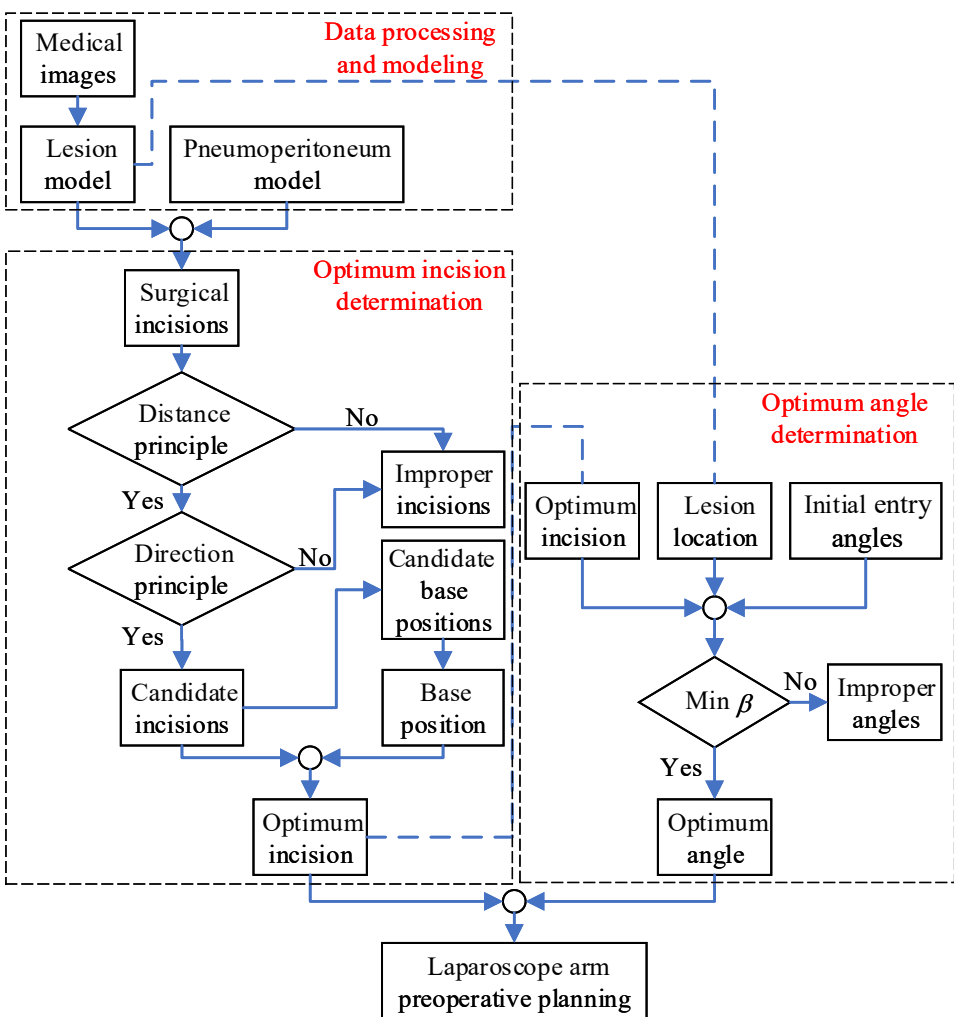 Medical
images
Data processing
and modeling
Lesion
model
Pneumoperitoneum
model
Optimum incision
determination
Surgical
incisions
Distance
principle
No
Yes
Improper
incisions
Direction
principle
No
Yes
Candidate
base
positions
Candidate
incisions
Base
position
Optimum
incision
Optimum angle
determination
Optimum
incision
Lesion
location
Initial entry
angles
Min β
No
Improper
angles
Yes
Optimum
angle
Laparoscope arm
preoperative planning